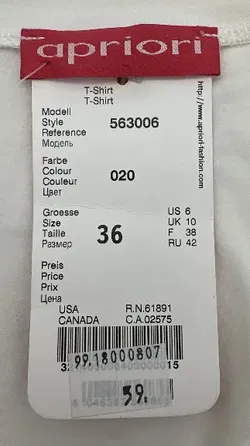 apriori
T-Shirt
T-Shirt
Modell
Style
Reference
Модель
563006
Farbe
Colour
Couleur
Цвет
020
Groesse
Size
Taille
Размер
36
US 6
UK 10
F 38
RU 42
Preis
Price
Prix
Цена
USA R.N.61891
CANADA C.A.02575
99.18000807
39.
http://
www.apriori-fashion.com